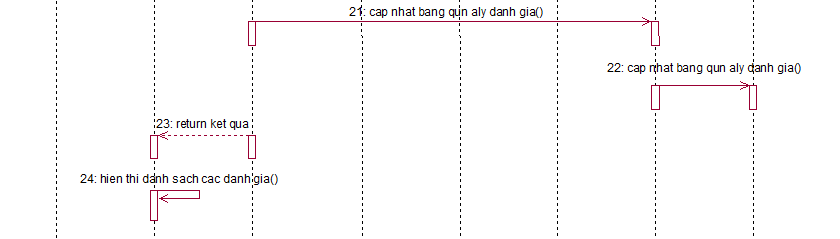 21: cap nhat bang qun aly danh gia()
22: cap nhat bang qun aly danh gia()
23: return ket qua
24: hien thi danh sach cac danh gia()